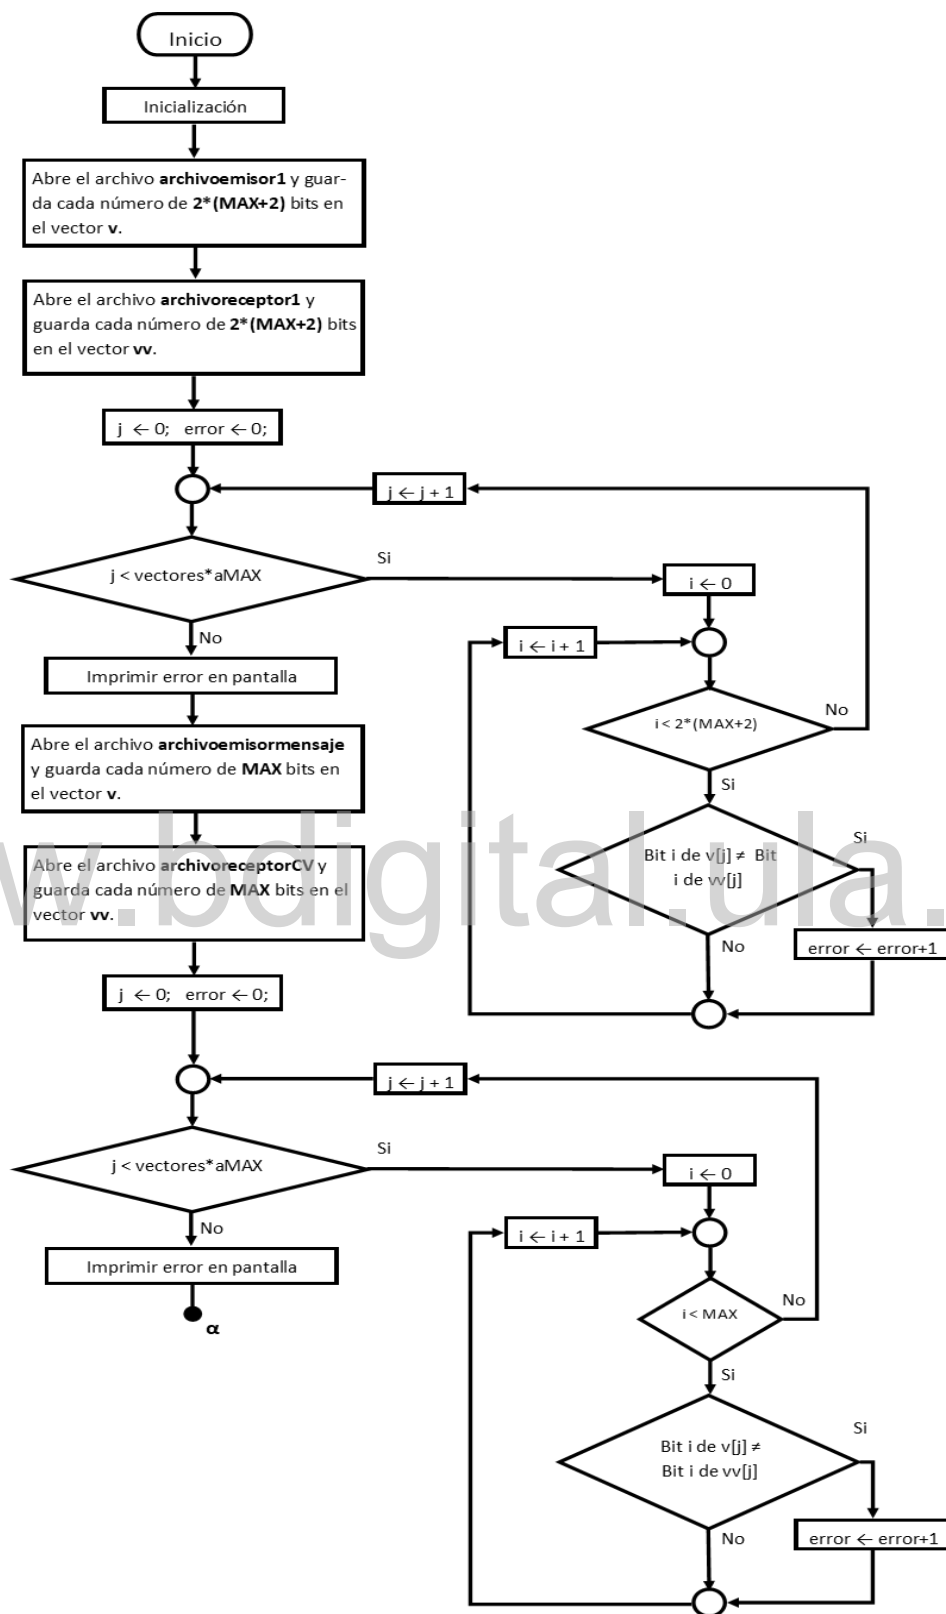 Inicio
Inicialización
Abre el archivo archivoemisor1 y guar-
da cada número de 2*(MAX+2) bits en
el vector v.
Abre el archivo archivoreceptor1 y
guarda cada número de 2*(MAX+2) bits
en el vector vv.
j ← 0; error ← 0;
j ← j + 1
j < vectores*aMAX
Si
No
i ← 0
i ← i + 1
i < 2*(MAX+2)
No
Si
Bit i de v[j] ≠ Bit
i de vv[j]
Si
No
error ← error+1
Imprimir error en pantalla
Abre el archivo archivoemisormensaje
y guarda cada número de MAX bits en
el vector v.
Abre el archivo archivoreceptorCV y
guarda cada número de MAX bits en el
vector vv.
w.bdigital.ula.
j ← 0; error ← 0;
j ← j + 1
j < vectores*aMAX
Si
No
i ← 0
i ← i + 1
i < MAX
No
Si
Bit i de v[j] ≠
Bit i de vv[j]
Si
No
error ← error+1
Imprimir error en pantalla
α